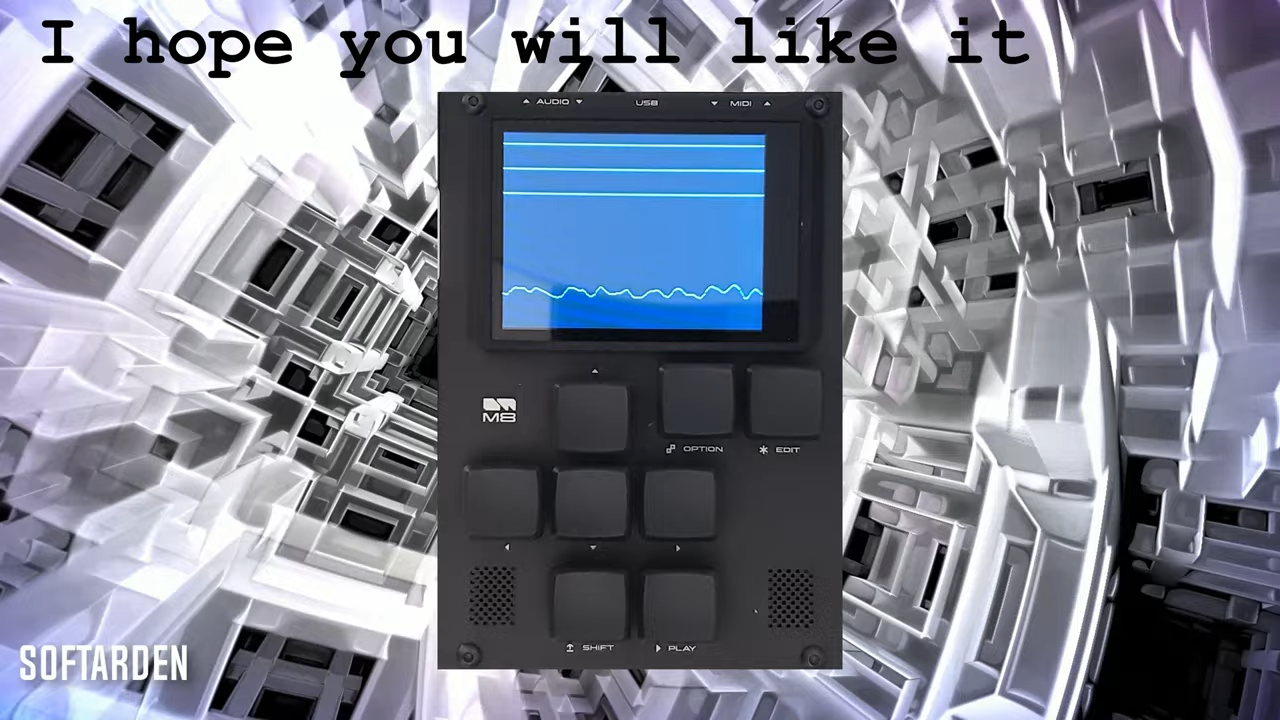 I hope you will like it
AUDIO USB MIDI
M8
OPTION EDIT
SHIFT PLAY
SOFTARDEN